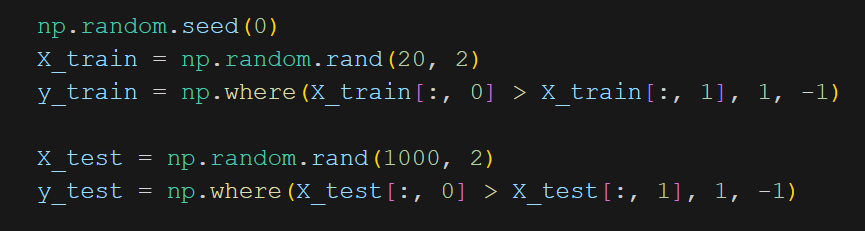 np.random.seed(0)
X_train = np.random.rand(20, 2)
y_train = np.where(X_train[:, 0] > X_train[:, 1], 1, -1)
X_test = np.random.rand(1000, 2)
y_test = np.where(X_test[:, 0] > X_test[:, 1], 1, -1)